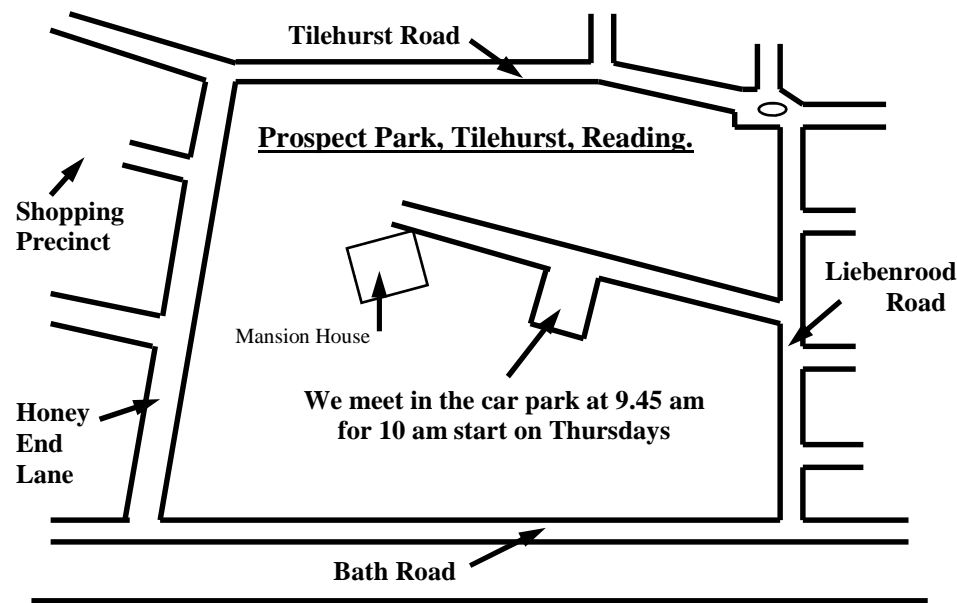 Tilehurst Road
Prospect Park, Tilehurst, Reading.
Shopping
Precinct
Liebenrood
Road
Mansion House
We meet in the car park at 9.45 am
for 10 am start on Thursdays
Honey
End
Lane
Bath Road